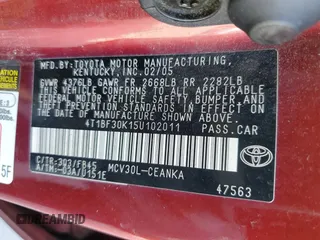 MFD. BY:
TOYOTA MOTOR MANUFACTURING,
KENTUCKY, INC. 02/05
GVWR 4376LB GAWR FR 2668LB RR 2282LB
THIS VEHICLE CONFORMS TO ALL APPLICABLE
FEDERAL MOTOR VEHICLE SAFETY, BUMPER,
AND THEFT PREVENTION STANDARDS IN EFFECT
ON THE DATE OF MANUFACTURE SHOWN ABOVE.
4T1BF30K15U102011
PASS.CAR
C/TR:3Q3/FB45
MCV30L-CEANKA
A/TM:-03A/U151E
TOYOTA
47563
5F